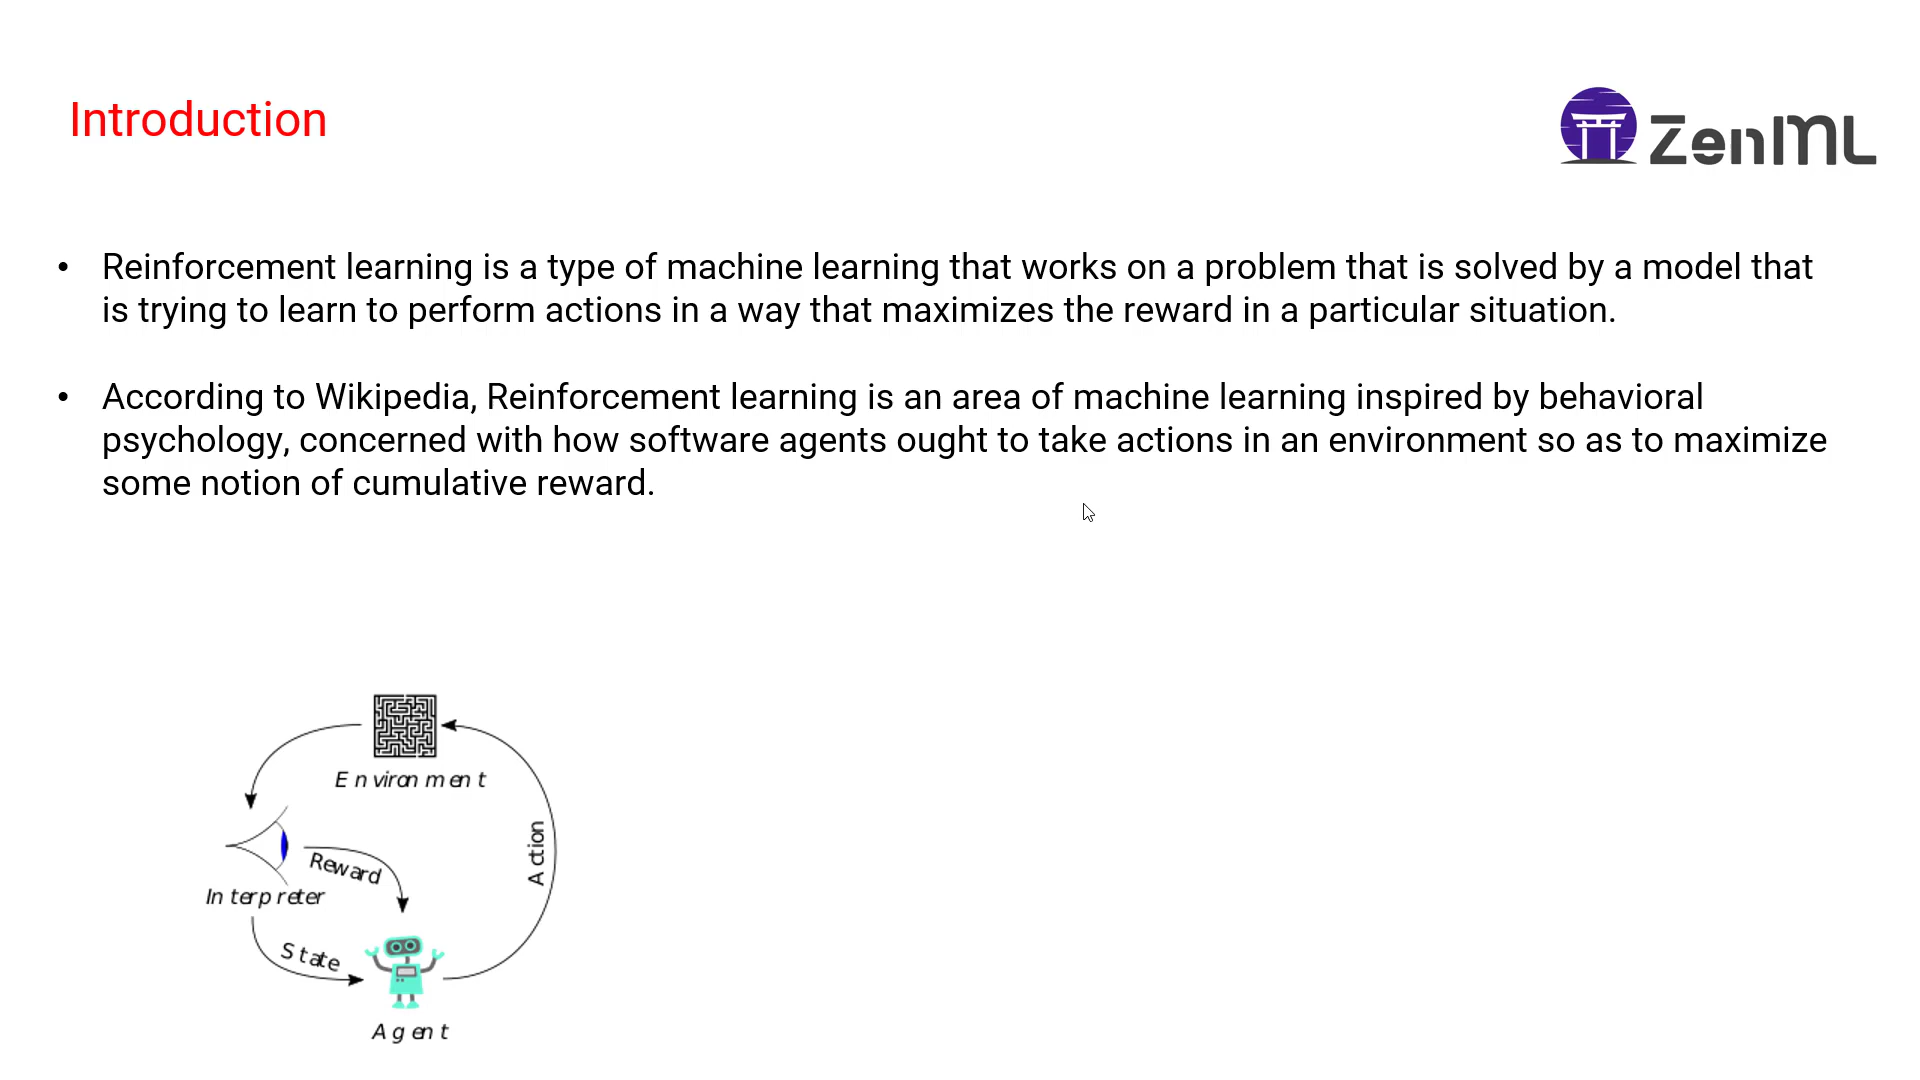 Introduction
ZenML
• Reinforcement learning is a type of machine learning that works on a problem that is solved by a model that
is trying to learn to perform actions in a way that maximizes the reward in a particular situation.
• According to Wikipedia, Reinforcement learning is an area of machine learning inspired by behavioral
psychology, concerned with how software agents ought to take actions in an environment so as to maximize
some notion of cumulative reward.
Environment
Action
Reward
Interpreter
State
Agent